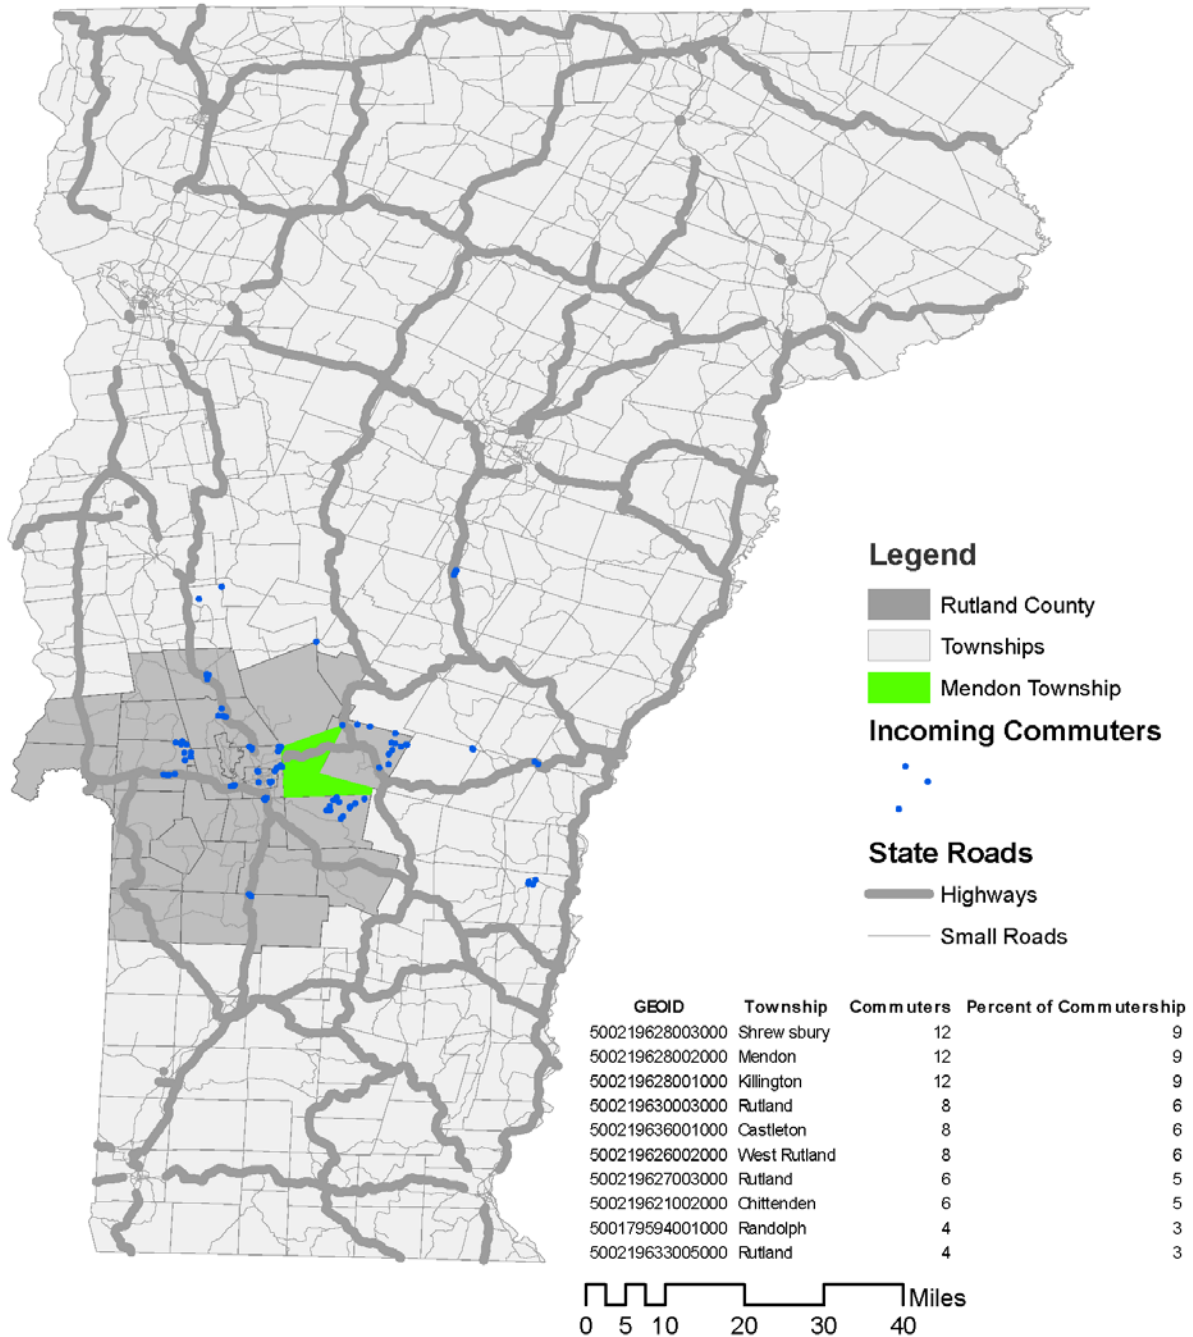 Legend
Rutland County
Townships
Mendon Township
Incoming Commuters
State Roads
Highways
Small Roads
GEOID Township Commuters Percent of Commutership
500219628003000 Shrewsbury 12 9
500219628002000 Mendon 12 9
500219628001000 Killington 12 9
500219630003000 Rutland 8 6
500219636001000 Castleton 8 6
500219626002000 West Rutland 8 6
500219627003000 Rutland 6 5
500219621002000 Chittenden 6 5
500179594001000 Randolph 4 3
500219633005000 Rutland 4 3
Miles
0 5 10 20 30 40